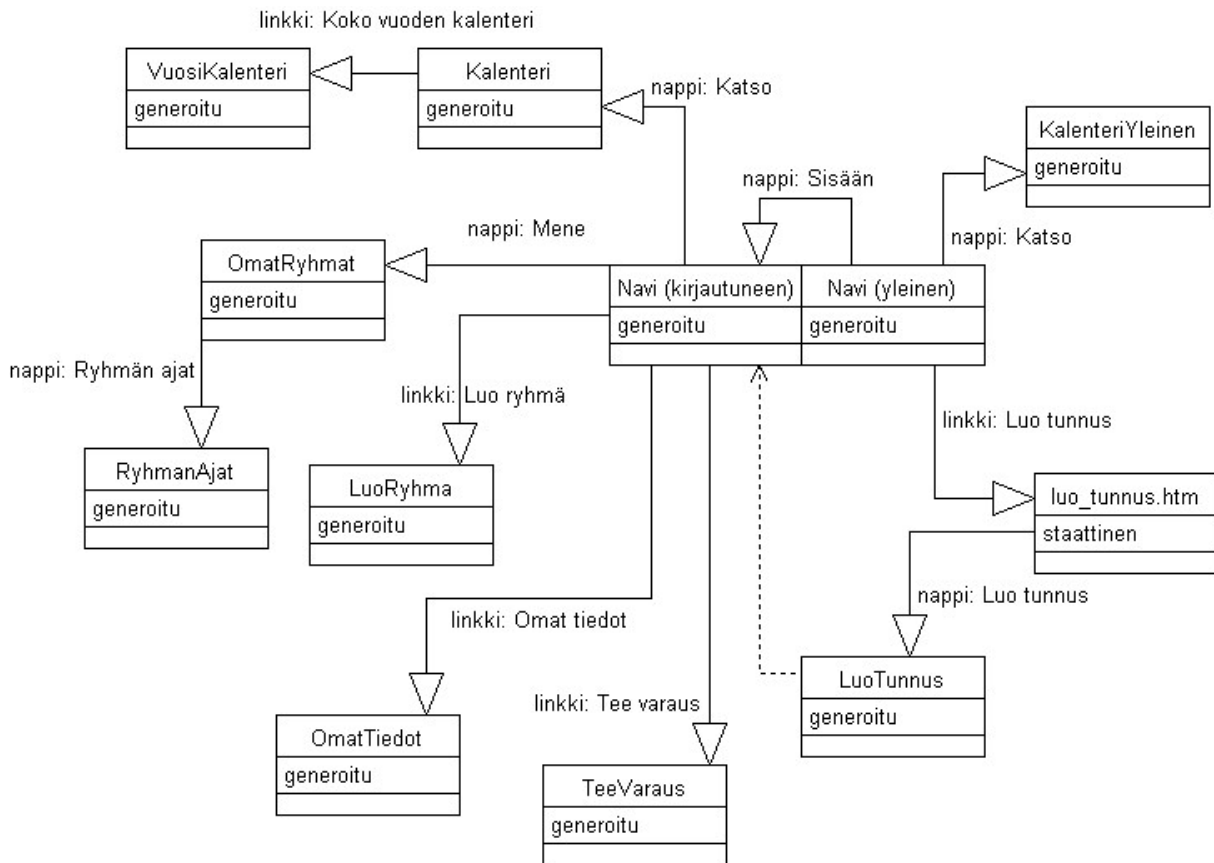 linkki: Koko vuoden kalenteri
VuosiKalenteri
generoitu
Kalenteri
generoitu
nappi: Katso
KalenteriYleinen
generoitu
nappi: Sisään
nappi: Katso
nappi: Mene
OmatRyhmat
generoitu
Navi (kirjautuneen)
generoitu
Navi (yleinen)
generoitu
nappi: Ryhmän ajat
linkki: Luo ryhmä
linkki: Luo tunnus
RyhmanAjat
generoitu
LuoRyhma
generoitu
luo_tunnus.htm
staattinen
nappi: Luo tunnus
linkki: Omat tiedot
LuoTunnus
generoitu
linkki: Tee varaus
OmatTiedot
generoitu
TeeVaraus
generoitu